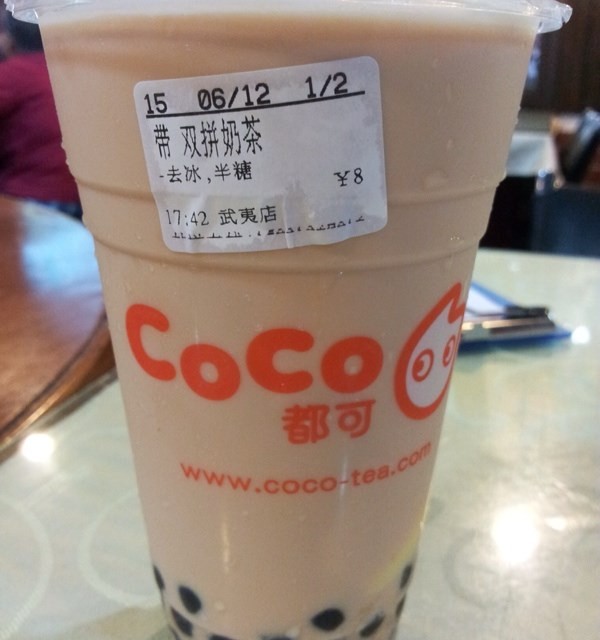 15 06/12 1/2
带 双拼奶茶
-去冰,半糖 ¥8
17:42 武夷店
CoCo
都可
www.coco-tea.com